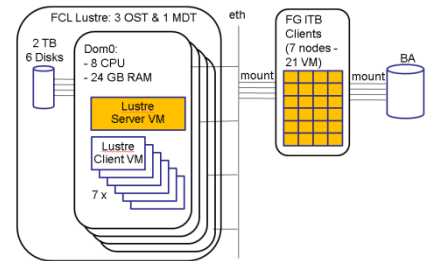 FCL Lustre: 3 OST & 1 MDT
eth
2 TB
6 Disks
Dom0:
- 8 CPU
- 24 GB RAM
Lustre
Server VM
Lustre
Client VM
7 x
mount
FG ITB
Clients
(7 nodes -
21 VM)
mount
BA